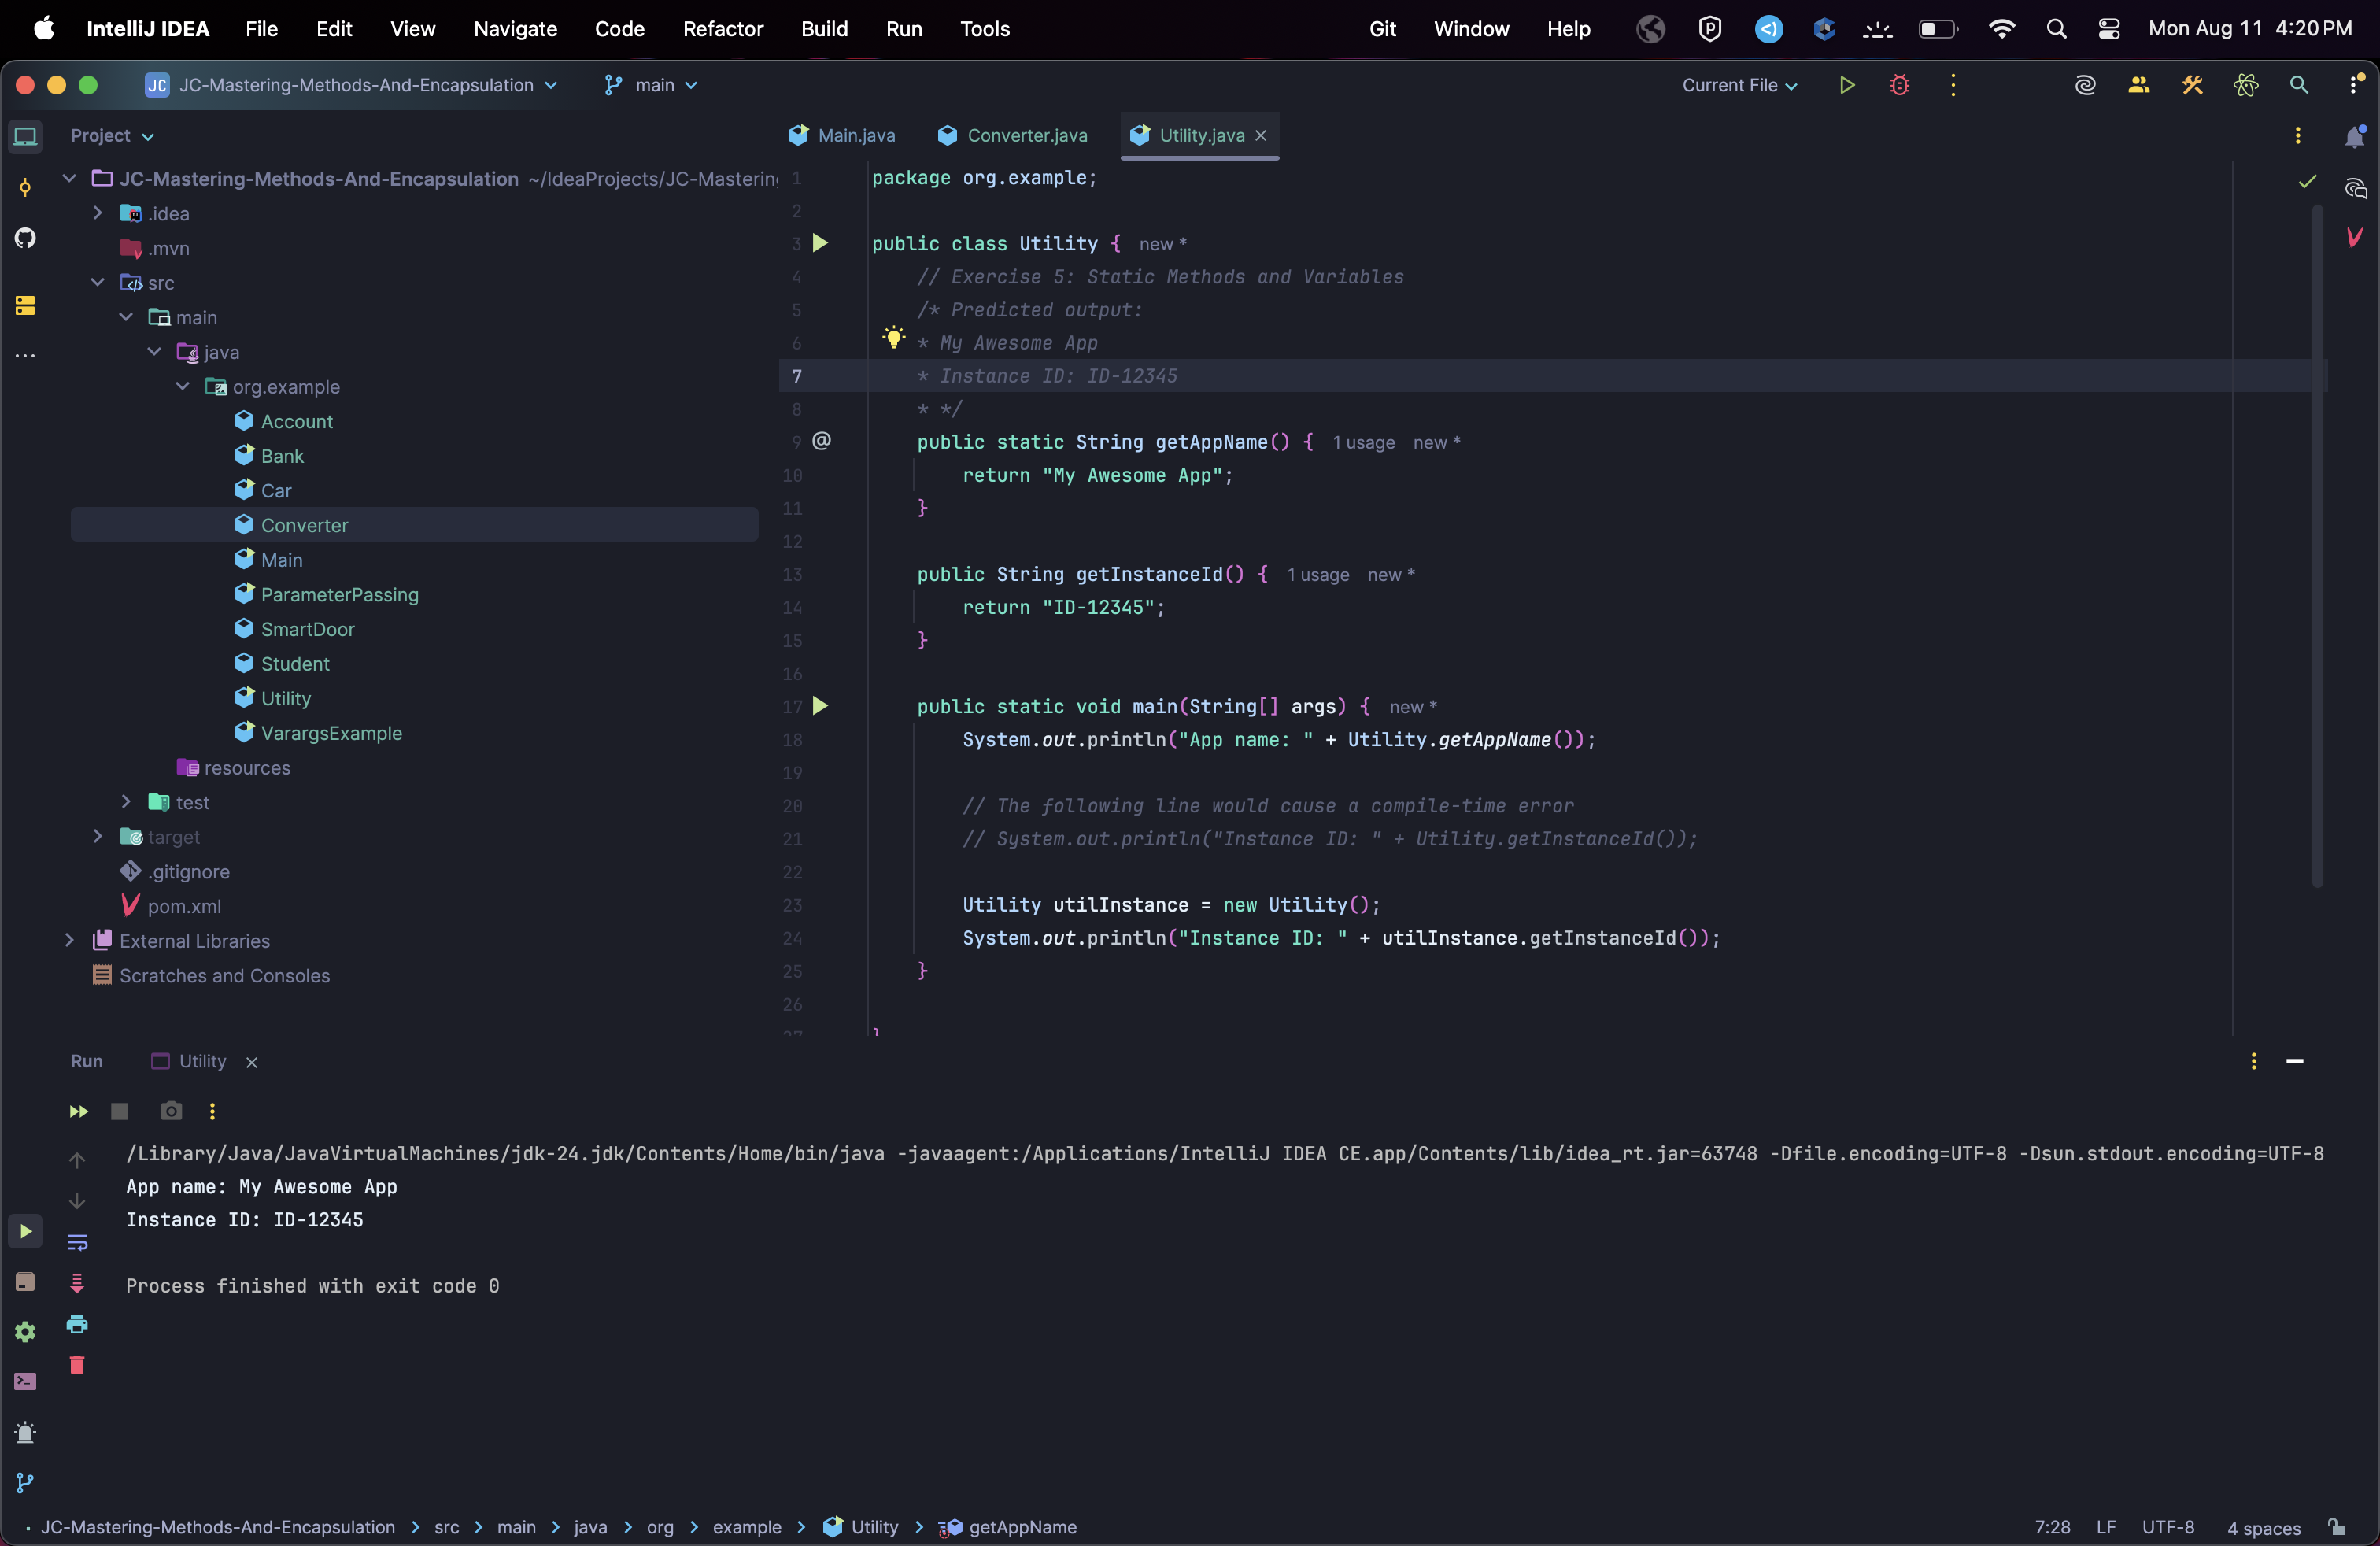 IntelliJ IDEA File Edit View Navigate Code Refactor Build Run Tools Git Window Help Mon Aug 11 4:20 PM
JC JC-Mastering-Methods-And-Encapsulation main Current File
Project
JC-Mastering-Methods-And-Encapsulation ~/IdeaProjects/JC-Mastering
.idea
.mvn
src
main
java
org.example
Account
Bank
Car
Converter
Main
ParameterPassing
SmartDoor
Student
Utility
VarargsExample
resources
test
target
.gitignore
pom.xml
External Libraries
Scratches and Consoles
Main.java Converter.java Utility.java
1 package org.example;
2
3 public class Utility { new *
4 // Exercise 5: Static Methods and Variables
5 /* Predicted output:
6 * My Awesome App
7 * Instance ID: ID-12345
8 * */
9 @ public static String getAppName() { 1 usage new *
10 return "My Awesome App";
11 }
12
13 public String getInstanceId() { 1 usage new *
14 return "ID-12345";
15 }
16
17 public static void main(String[] args) { new *
18 System.out.println("App name: " + Utility.getAppName());
19
20 // The following line would cause a compile-time error
21 // System.out.println("Instance ID: " + Utility.getInstanceId());
22
23 Utility utilInstance = new Utility();
24 System.out.println("Instance ID: " + utilInstance.getInstanceId());
25 }
26
27 }
Run Utility
/Library/Java/JavaVirtualMachines/jdk-24.jdk/Contents/Home/bin/java -javaagent:/Applications/IntelliJ IDEA CE.app/Contents/lib/idea_rt.jar=63748 -Dfile.encoding=UTF-8 -Dsun.stdout.encoding=UTF-8
App name: My Awesome App
Instance ID: ID-12345
Process finished with exit code 0
JC-Mastering-Methods-And-Encapsulation > src > main > java > org > example > Utility > getAppName 7:28 LF UTF-8 4 spaces